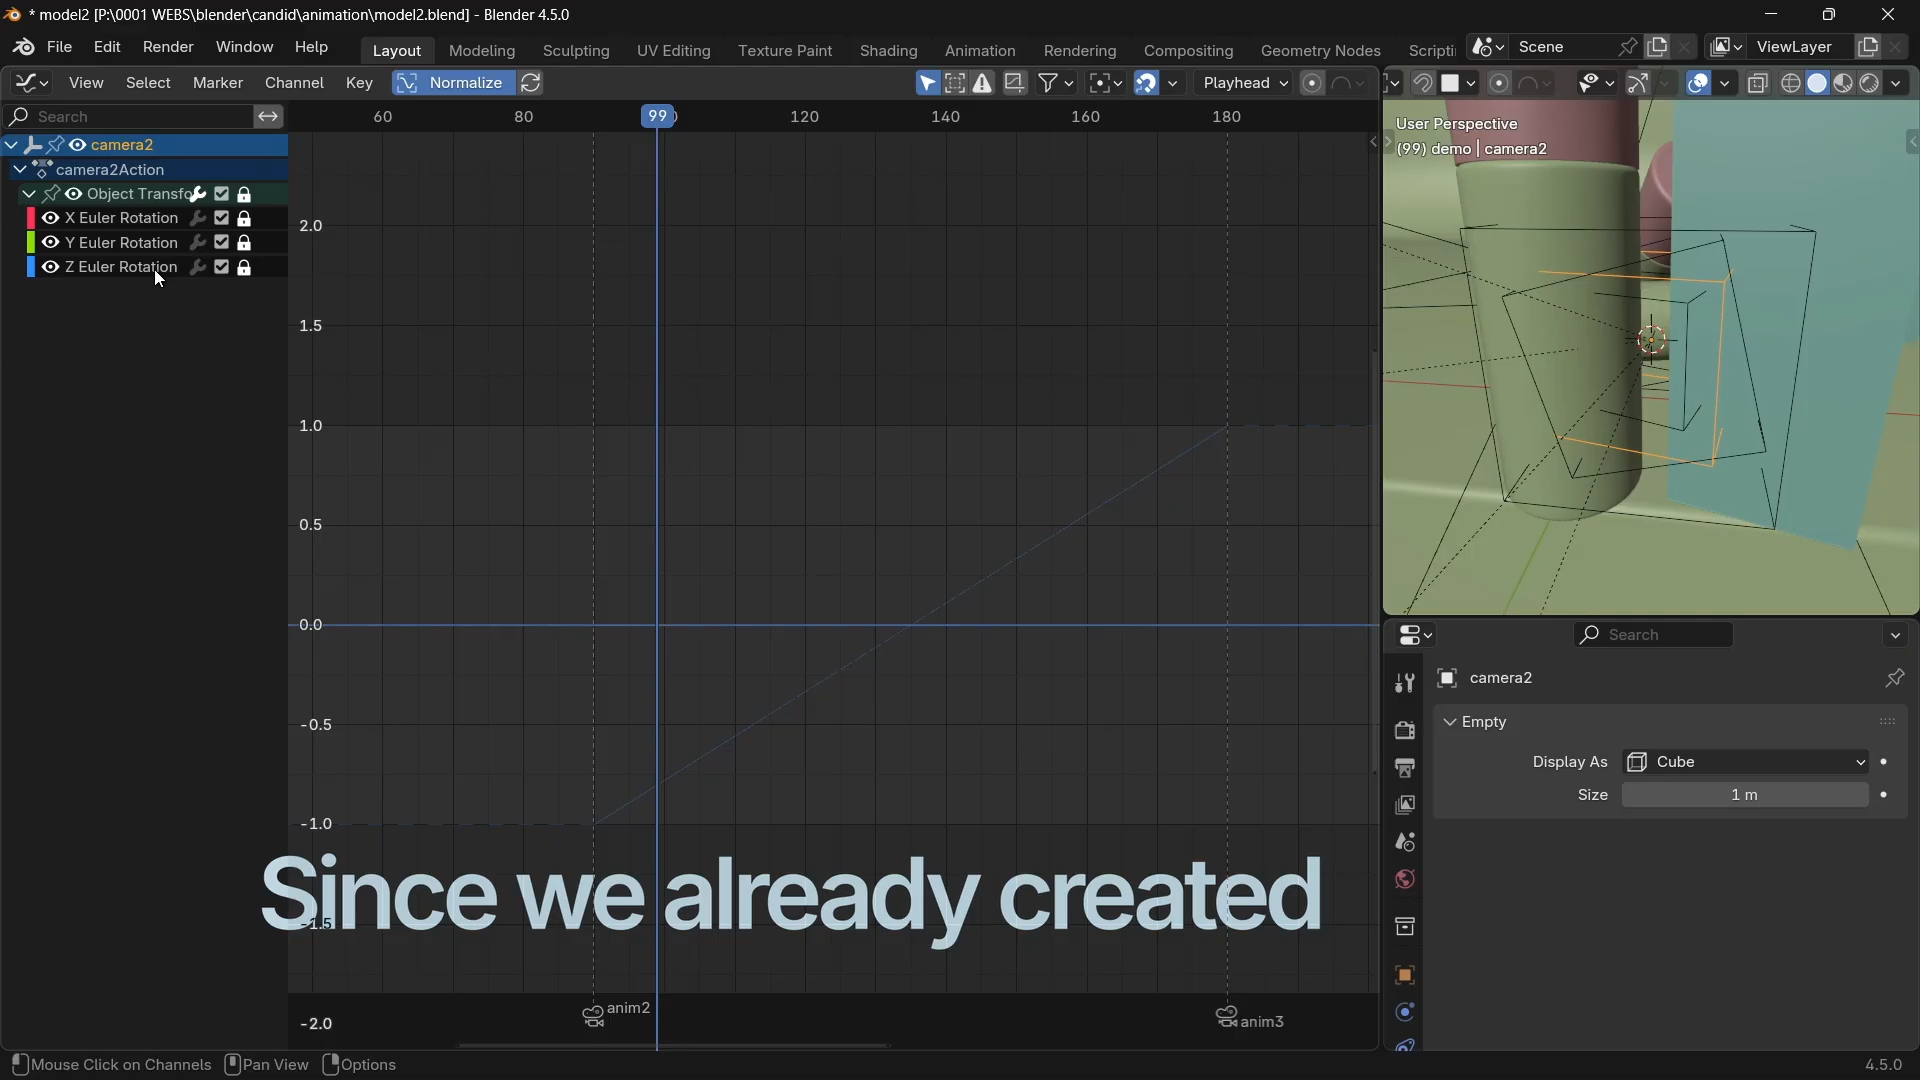 * model2 [P:\0001 WEBS\blender\candid\animation\model2.blend] - Blender 4.5.0
File Edit Render Window Help Layout Modeling Sculpting UV Editing Texture Paint Shading Animation Rendering Compositing Geometry Nodes Scripti Scene ViewLayer
View Select Marker Channel Key Normalize Playhead
Search
60 80 99 120 140 160 180
camera2
camera2Action
Object Transfo
X Euler Rotation
Y Euler Rotation
Z Euler Rotation
2.0
1.5
1.0
0.5
0.0
-0.5
-1.0
-1.5
-2.0
anim2
anim3
User Perspective
(99) demo | camera2
Search
camera2
Empty
Display As Cube
Size 1 m
Since we already created
Mouse Click on Channels Pan View Options 4.5.0